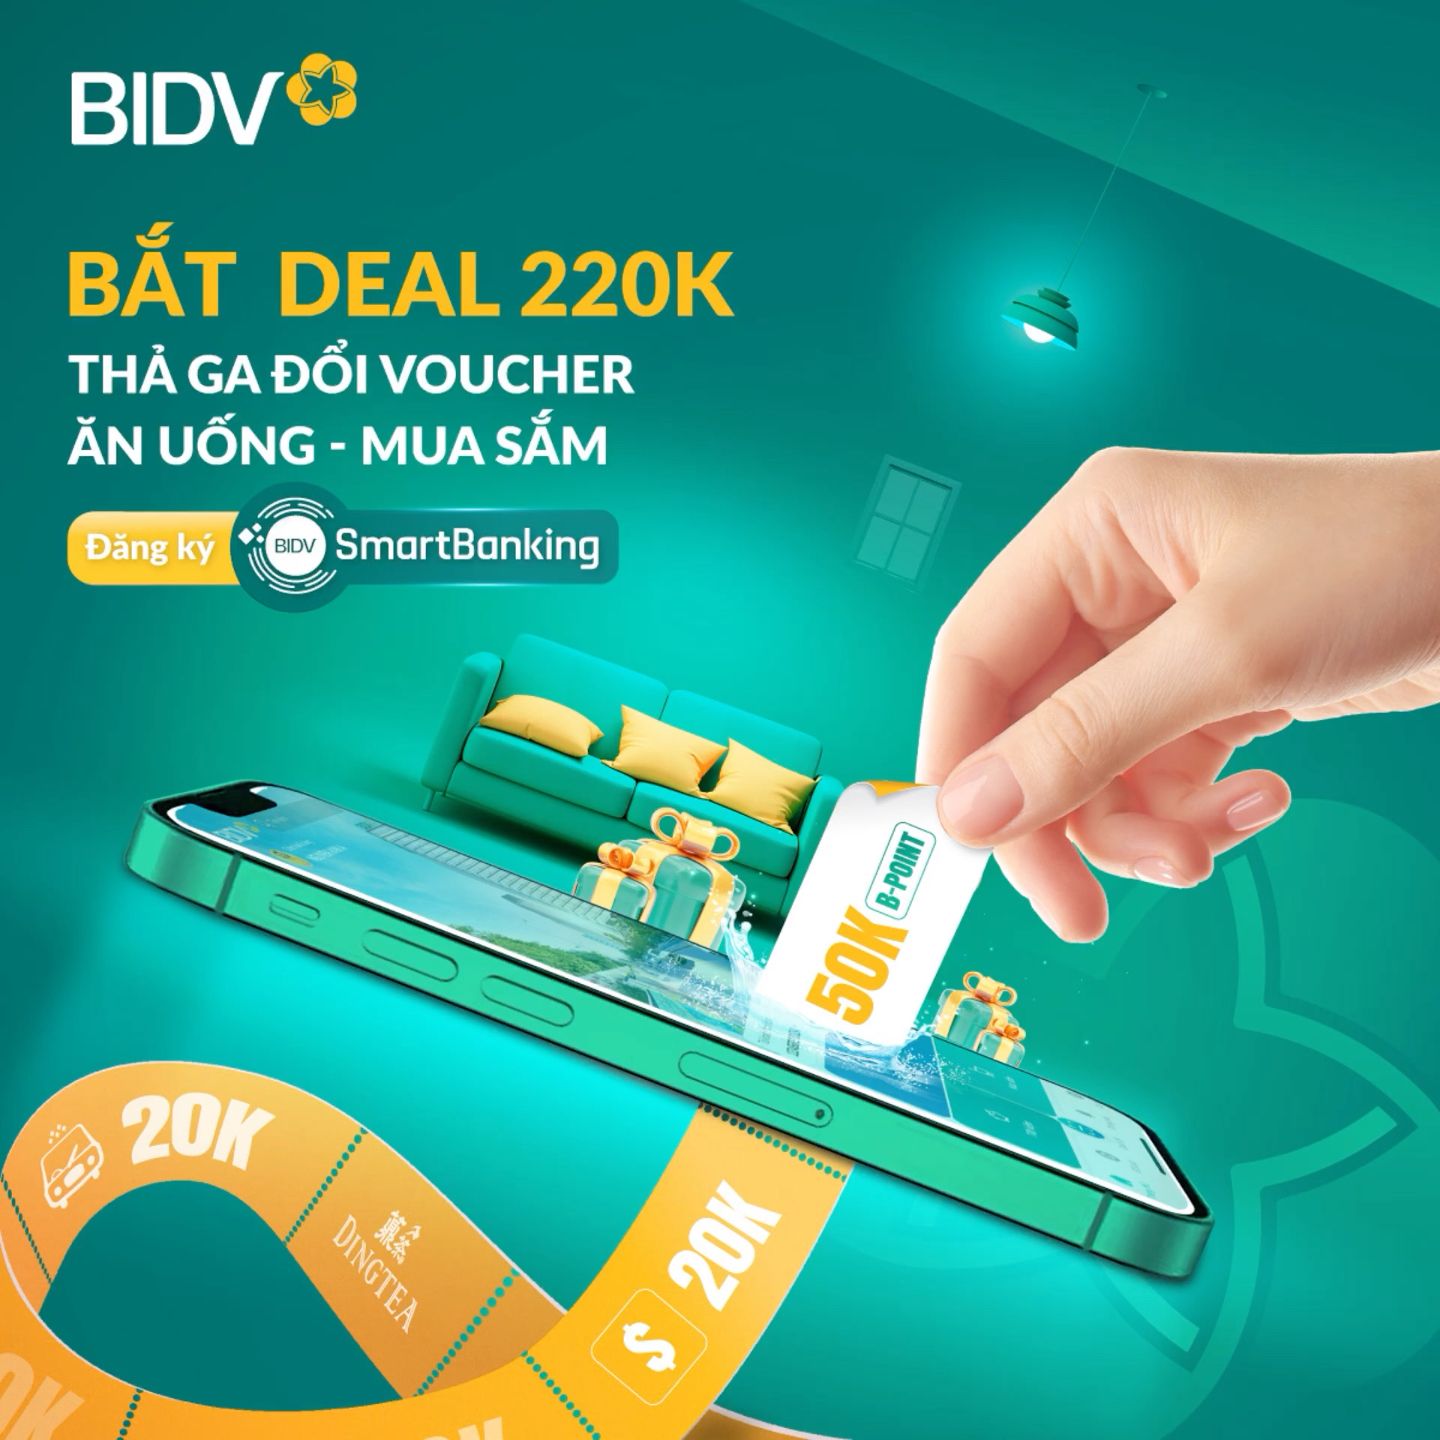 BIDV
BẮT DEAL 220K
THẢ GA ĐỔI VOUCHER
ĂN UỐNG - MUA SẮM
Đăng ký
BIDV
SmartBanking
B-POINT
50K
20K
DINGTEA
$ 20K